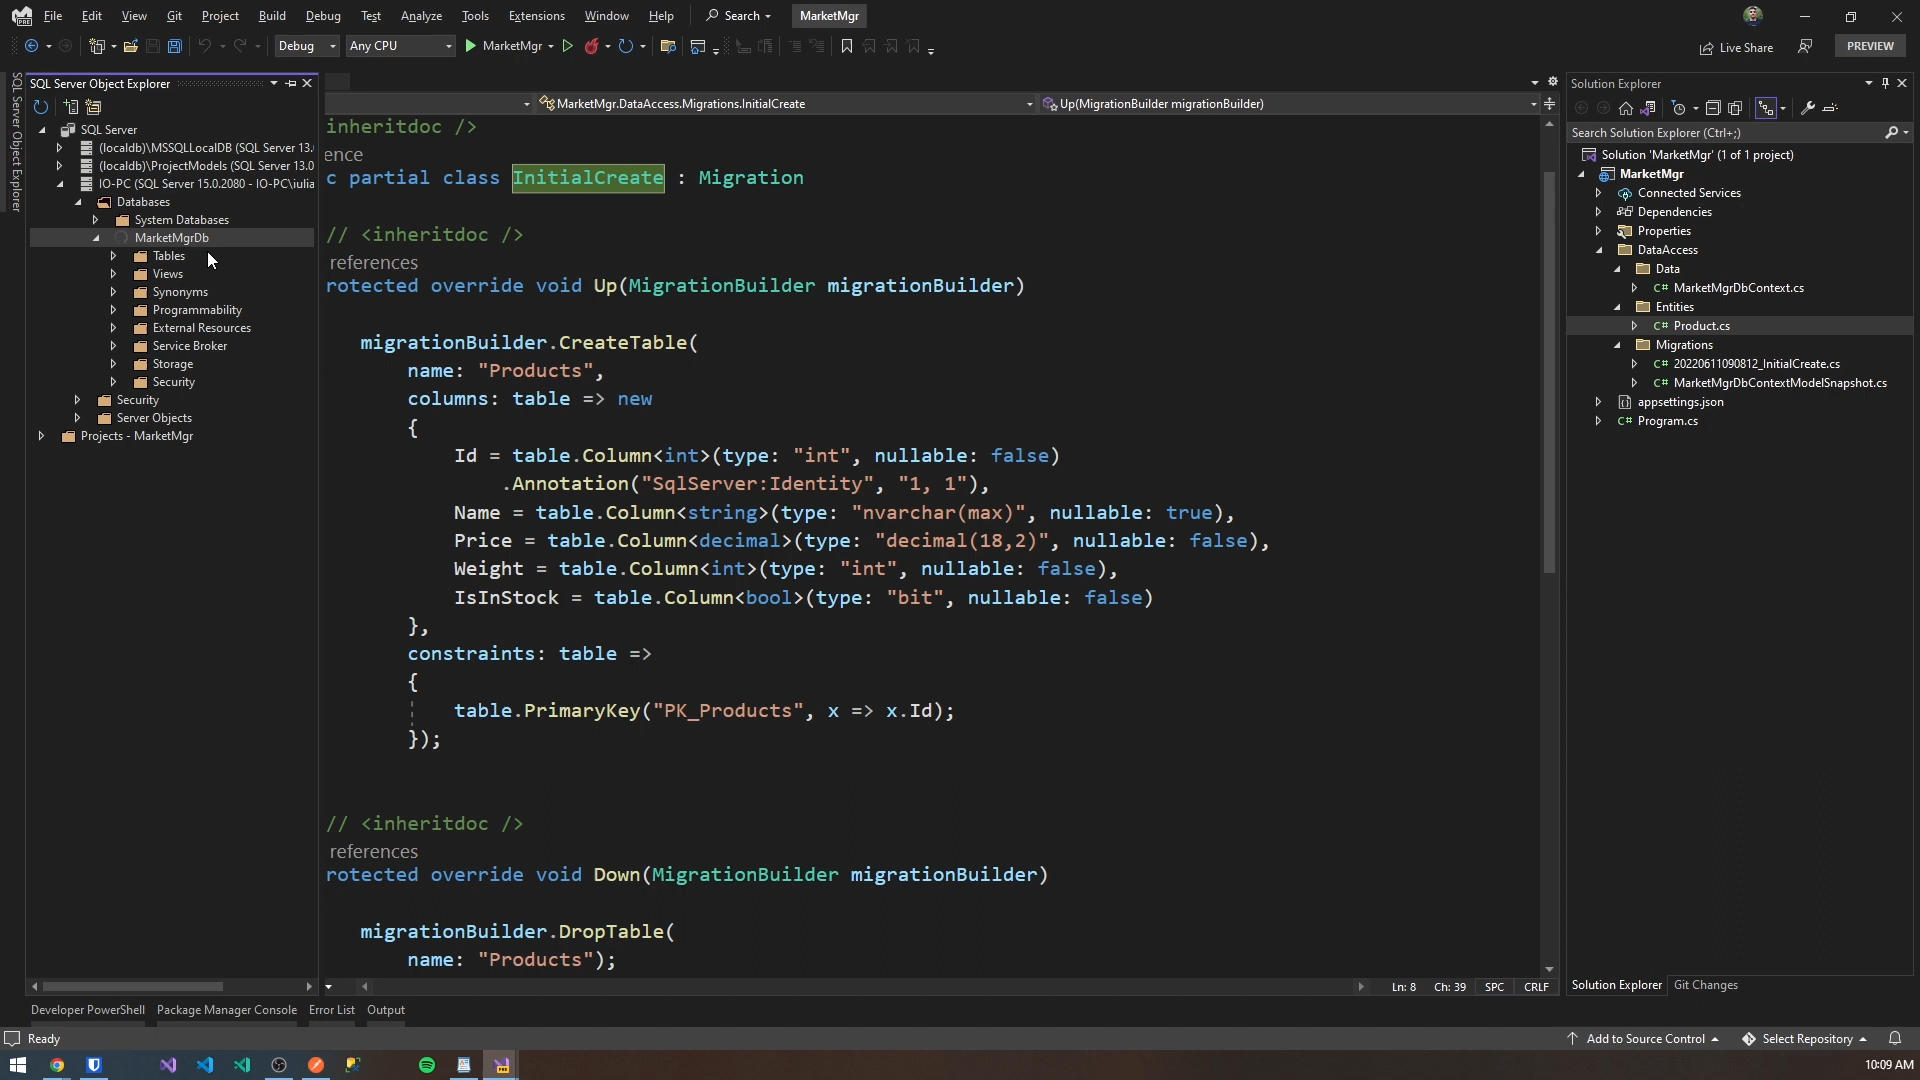 File Edit View Git Project Build Debug Test Analyze Tools Extensions Window Help Search MarketMgr
Debug Any CPU MarketMgr Live Share PREVIEW
SQL Server Object Explorer
SQL Server Object Explorer
SQL Server
(localdb)\MSSQLLocalDB (SQL Server 13.
(localdb)\ProjectModels (SQL Server 13.0
IO-PC (SQL Server 15.0.2080 - IO-PC\iulia
Databases
System Databases
MarketMgrDb
Tables
Views
Synonyms
Programmability
External Resources
Service Broker
Storage
Security
Security
Server Objects
Projects - MarketMgr
MarketMgr.DataAccess.Migrations.InitialCreate Up(MigrationBuilder migrationBuilder)
inheritdoc />
ence
c partial class InitialCreate : Migration
// <inheritdoc />
references
rotected override void Up(MigrationBuilder migrationBuilder)
migrationBuilder.CreateTable(
name: "Products",
columns: table => new
{
Id = table.Column<int>(type: "int", nullable: false)
.Annotation("SqlServer:Identity", "1, 1"),
Name = table.Column<string>(type: "nvarchar(max)", nullable: true),
Price = table.Column<decimal>(type: "decimal(18,2)", nullable: false),
Weight = table.Column<int>(type: "int", nullable: false),
IsInStock = table.Column<bool>(type: "bit", nullable: false)
},
constraints: table =>
{
table.PrimaryKey("PK_Products", x => x.Id);
});
// <inheritdoc />
references
rotected override void Down(MigrationBuilder migrationBuilder)
migrationBuilder.DropTable(
name: "Products");
Ln: 8 Ch: 39 SPC CRLF
Solution Explorer
Search Solution Explorer (Ctrl+;)
Solution 'MarketMgr' (1 of 1 project)
MarketMgr
Connected Services
Dependencies
Properties
DataAccess
Data
C# MarketMgrDbContext.cs
Entities
C# Product.cs
Migrations
C# 20220611090812_InitialCreate.cs
C# MarketMgrDbContextModelSnapshot.cs
appsettings.json
C# Program.cs
Solution Explorer Git Changes
Developer PowerShell Package Manager Console Error List Output
Ready Add to Source Control Select Repository
10:09 AM